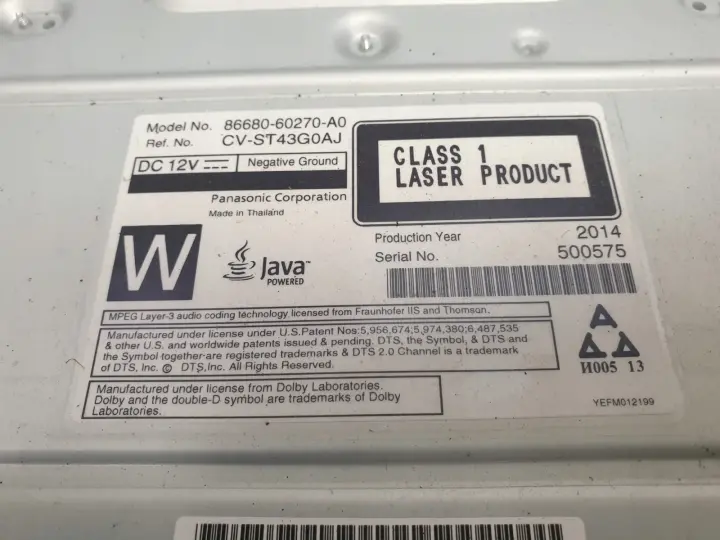 Model No. 86680-60270-A0
Ref. No. CV-ST43G0AJ
DC 12V Negative Ground
Panasonic Corporation
Made in Thailand
CLASS 1
LASER PRODUCT
Production Year 2014
Serial No. 500575
W
Java™
POWERED
MPEG Layer-3 audio coding technology licensed from Fraunhofer IIS and Thomson.
Manufactured under license under U.S.Patent Nos:5,956,674;5,974,380;6,487,535
& other U.S. and worldwide patents issued & pending. DTS, the Symbol, & DTS and
the Symbol together are registered trademarks & DTS 2.0 Channel is a trademark
of DTS, Inc. © DTS,Inc. All Rights Reserved.
Manufactured under license from Dolby Laboratories.
Dolby and the double-D symbol are trademarks of Dolby
Laboratories.
И005 13
YEFM012199